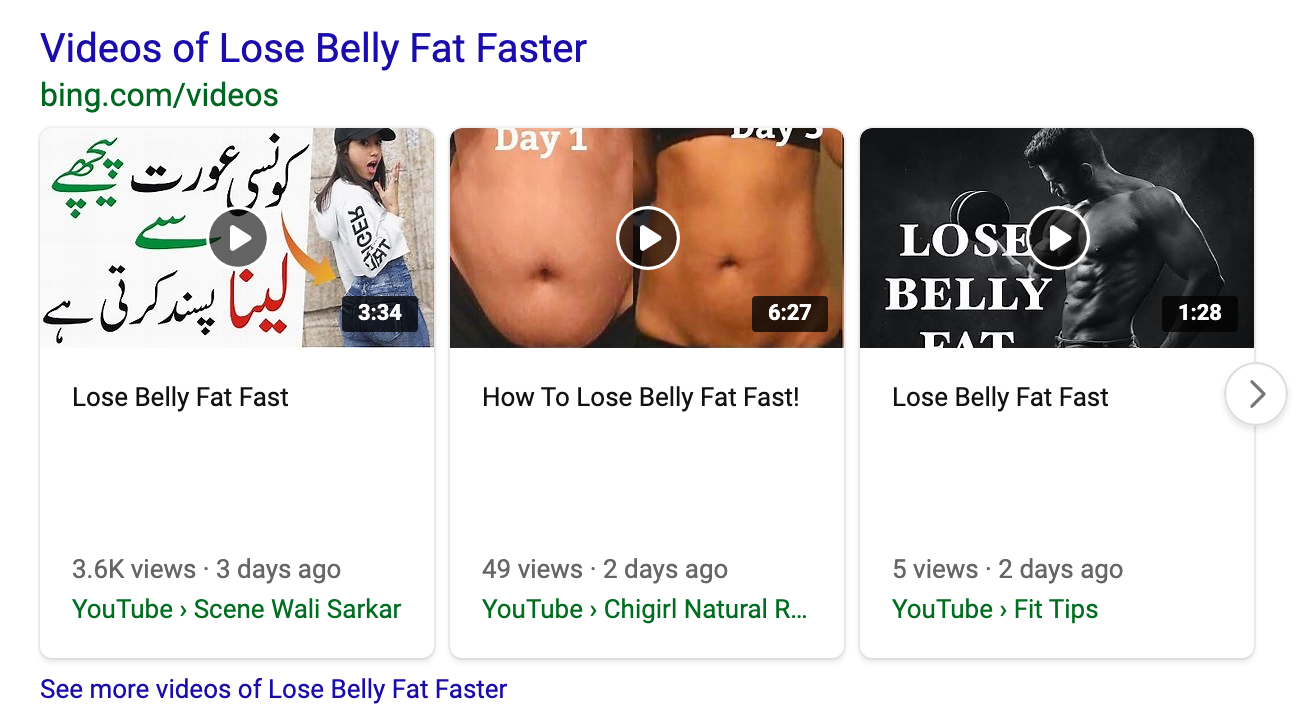 Videos of Lose Belly Fat Faster
bing.com/videos
کونسی عورت پیچھے
سے
لینا پسند کرتی ہے
TRIGGER
3:34
Day 1
Day 3
6:27
LOSE
BELLY
FAT
1:28
Lose Belly Fat Fast
How To Lose Belly Fat Fast!
Lose Belly Fat Fast
3.6K views · 3 days ago
49 views · 2 days ago
5 views · 2 days ago
YouTube › Scene Wali Sarkar
YouTube › Chigirl Natural R...
YouTube › Fit Tips
See more videos of Lose Belly Fat Faster